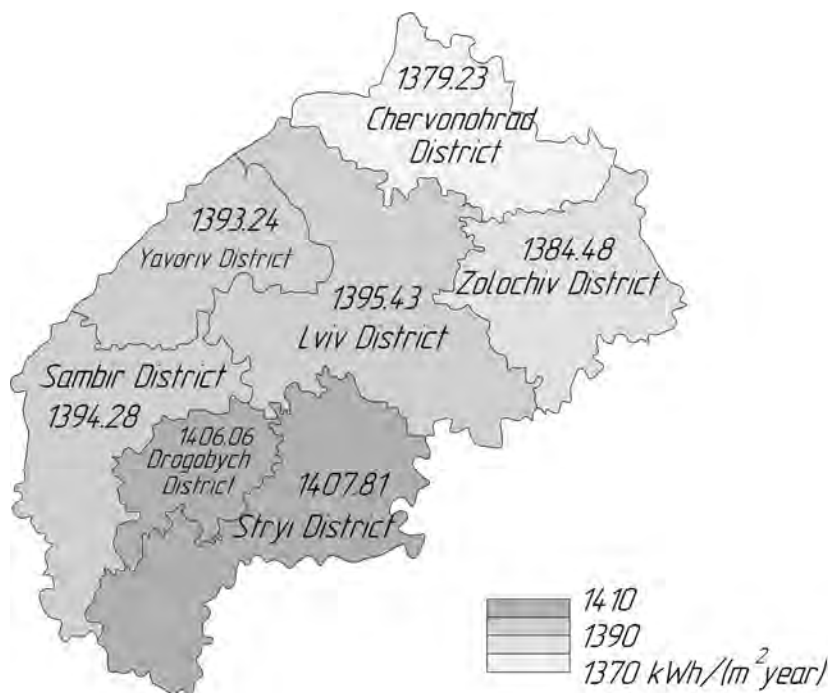 1379.23
Chervonohrad
District
1393.24
Yavoriv District
1384.48
Zolochiv District
1395.43
Lviv District
Sambir District
1394.28
1406.06
Drogobych
District
1407.81
Stryi District
1410
1390
1370 kWh/(m²year)